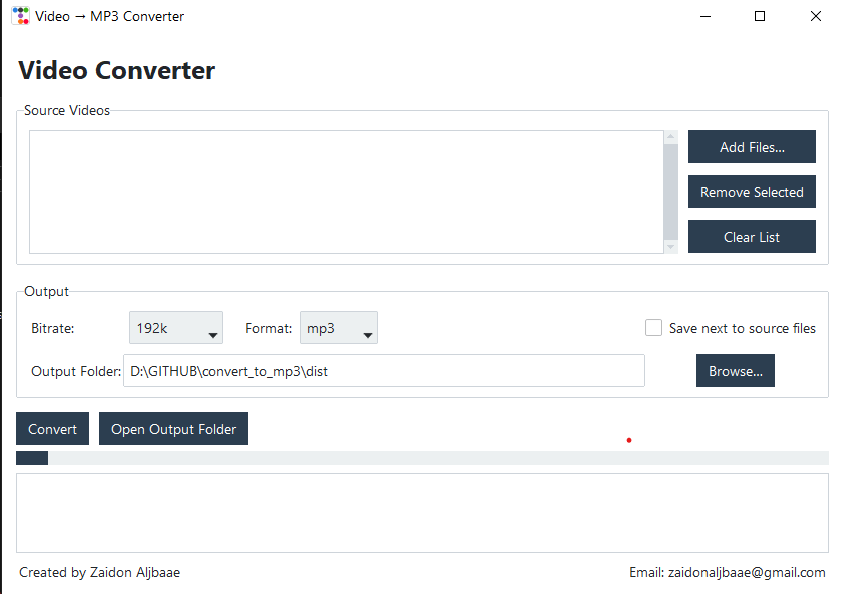 Video → MP3 Converter
Video Converter
Source Videos
Add Files...
Remove Selected
Clear List
Output
Bitrate: 192k Format: mp3 Save next to source files
Output Folder: D:\GITHUB\convert_to_mp3\dist Browse...
Convert Open Output Folder
Created by Zaidon Aljbaae Email: zaidonaljbaae@gmail.com